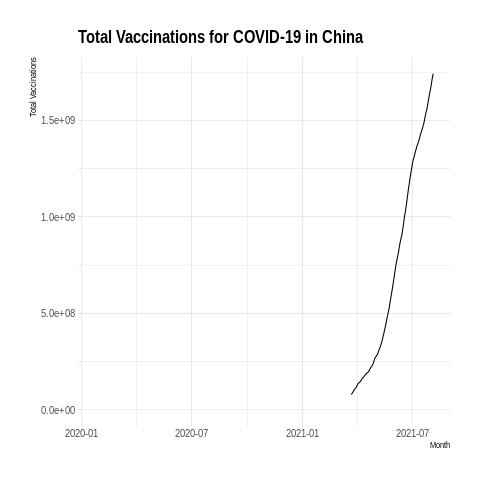 Total Vaccinations for COVID-19 in China
Total Vaccinations
1.5e+09
1.0e+09
5.0e+08
0.0e+00
2020-01 2020-07 2021-01 2021-07
Month